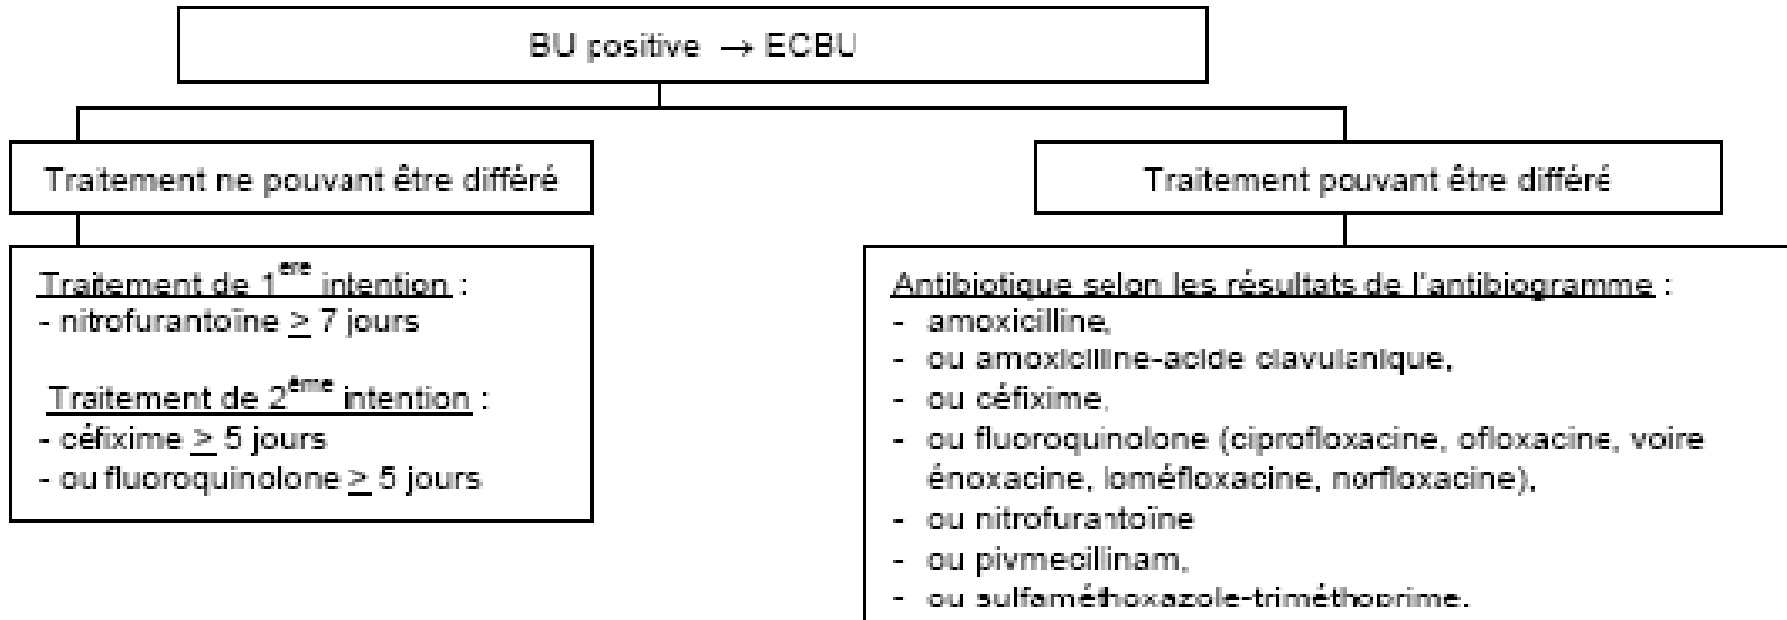 BU positive → ECBU
Traitement ne pouvant être différé
Traitement pouvant être différé
Traitement de 1ere intention :
- nitrofurantoïne ≥ 7 jours
Traitement de 2ème intention :
- céfixime ≥ 5 jours
- ou fluoroquinolone ≥ 5 jours
Antibiotique selon les résultats de l'antibiogramme :
- amoxicilline,
- ou amoxicilline-acide clavulanique,
- ou céfixime,
- ou fluoroquinolone (ciprofloxacine, ofloxacine, voire
énoxacine, loméfloxacine, norfloxacine),
- ou nitrofurantoïne
- ou pivmecillinam,
- ou sulfaméthoxazole-triméthoprime.